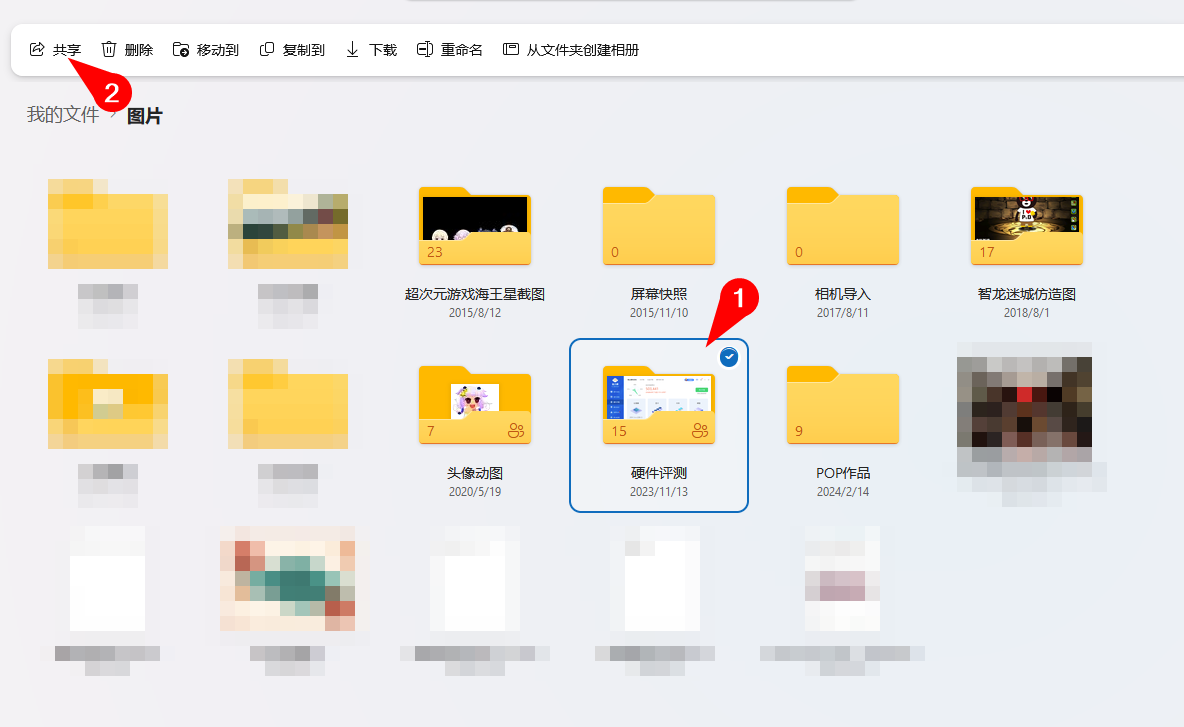 共享 删除 移动到 复制到 下载 重命名 从文件夹创建相册
2
我的文件 > 图片
23 0 0 17
超次元游戏海王星截图 屏幕快照 相机导入 智龙迷城仿造图
2015/8/12 2015/11/10 2017/8/11 2018/8/1
1
7 15 9
头像动图 硬件评测 POP作品
2020/5/19 2023/11/13 2024/2/14